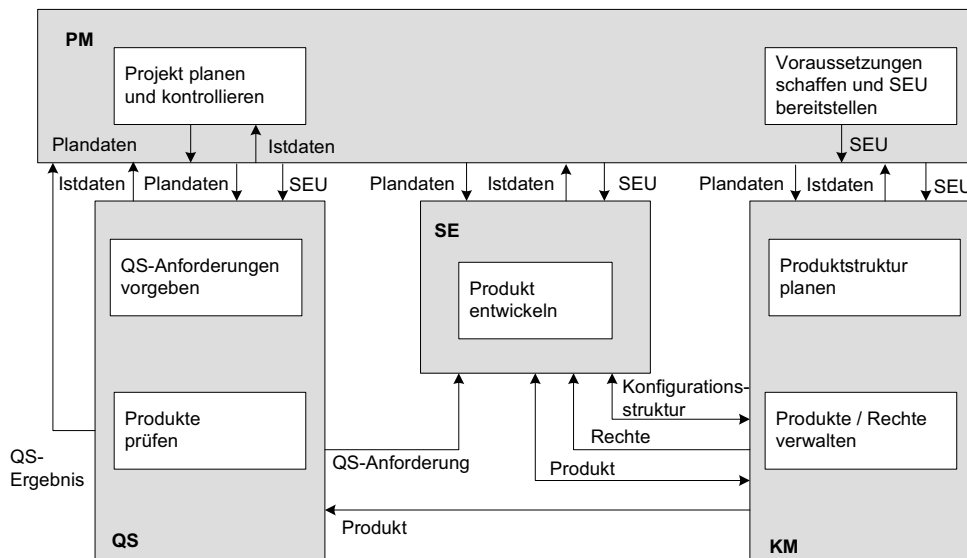 PM
Projekt planen
und kontrollieren
Voraussetzungen
schaffen und SEU
bereitstellen
Plandaten
Istdaten
SEU
Istdaten
Plandaten
SEU
Plandaten
Istdaten
SEU
Plandaten
Istdaten
SEU
QS-Anforderungen
vorgeben
SE
Produkt
entwickeln
Produktstruktur
planen
Produkte
prüfen
Konfigurations-
struktur
Produkte / Rechte
verwalten
Rechte
QS-
Ergebnis
QS-Anforderung
Produkt
Produkt
QS
KM